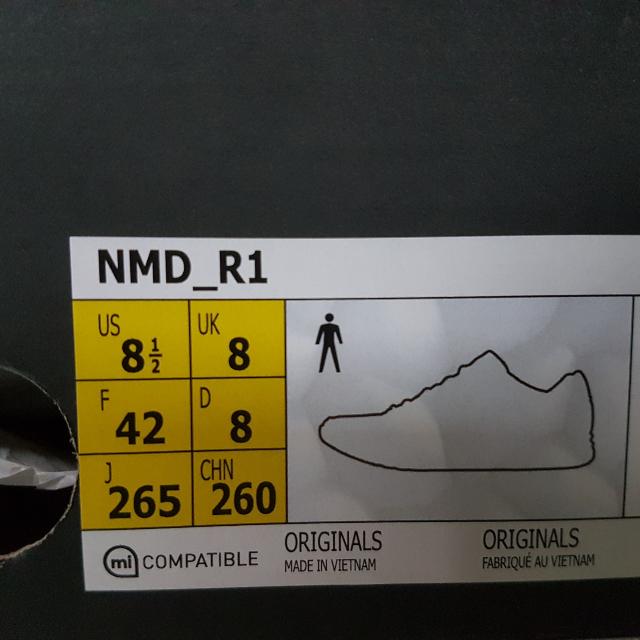 NMD_R1
US 8½ UK 8
F 42 D 8
J 265 CHN 260
mi COMPATIBLE
ORIGINALS ORIGINALS
MADE IN VIETNAM FABRIQUÉ AU VIETNAM